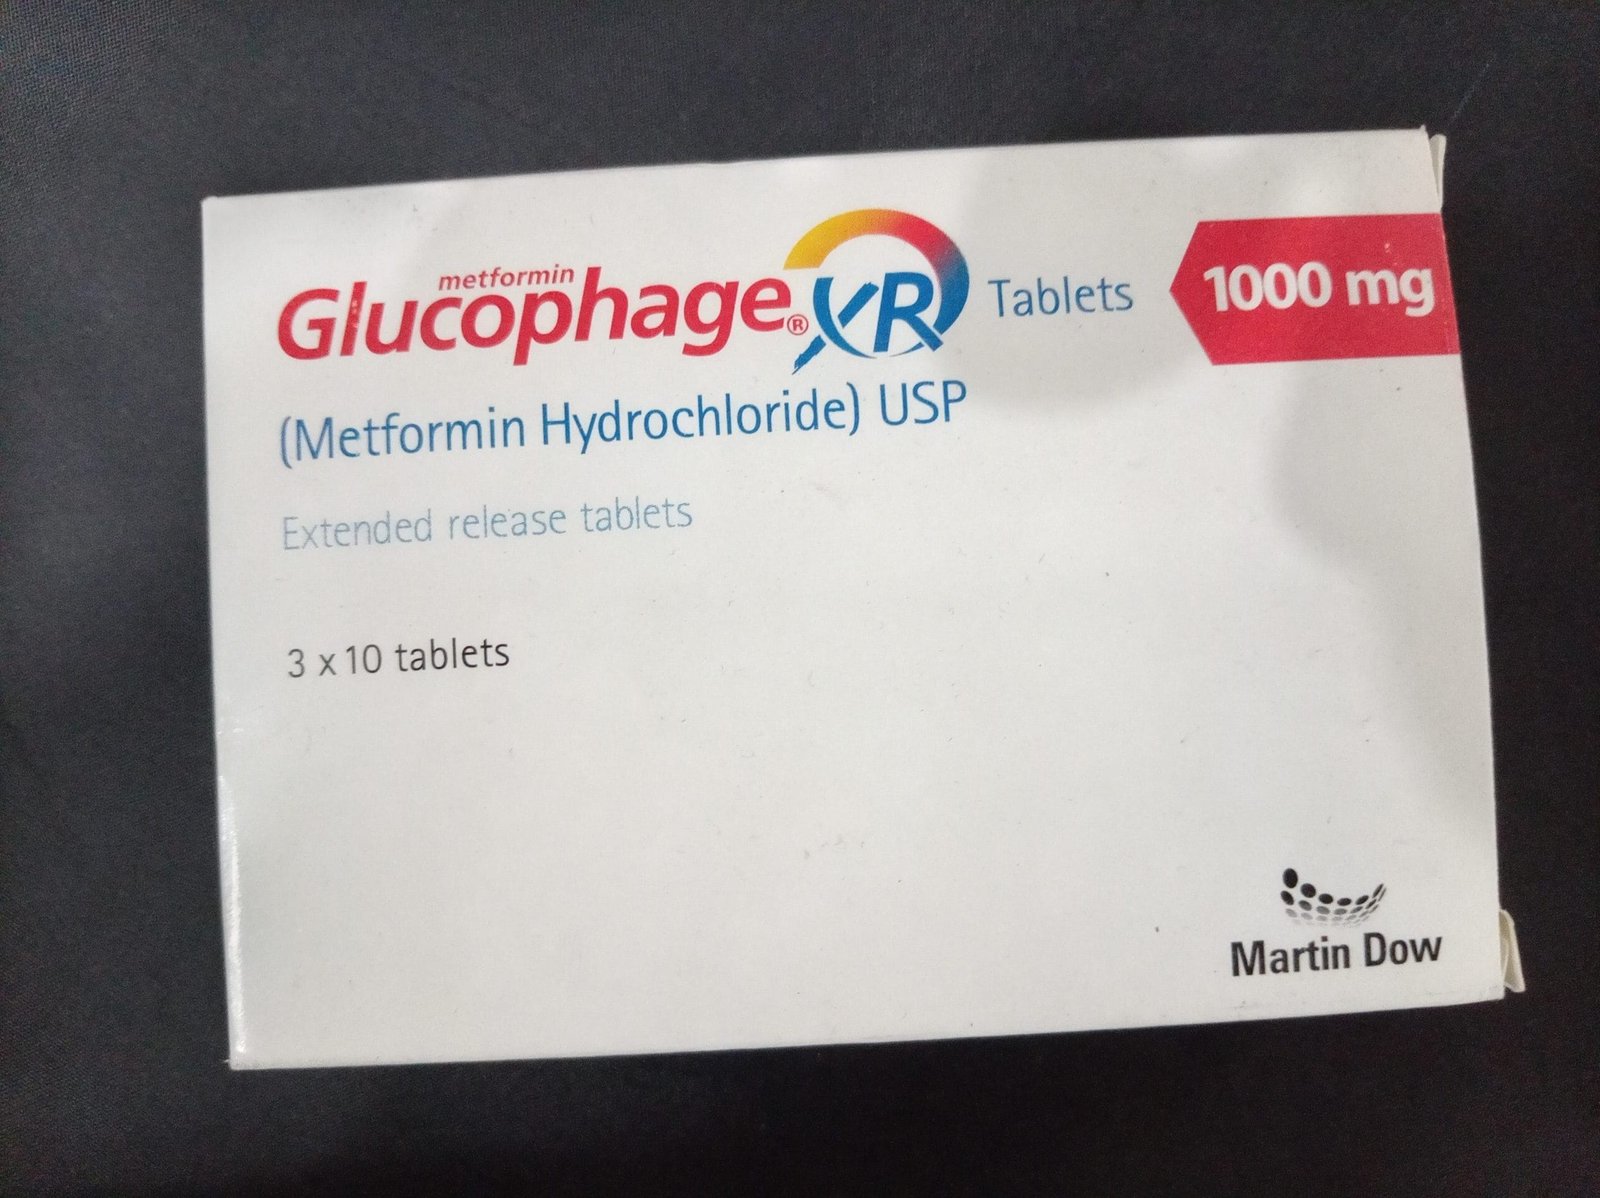 metformin
Glucophage® XR Tablets 1000 mg
(Metformin Hydrochloride) USP
Extended release tablets
3 x 10 tablets
Martin Dow